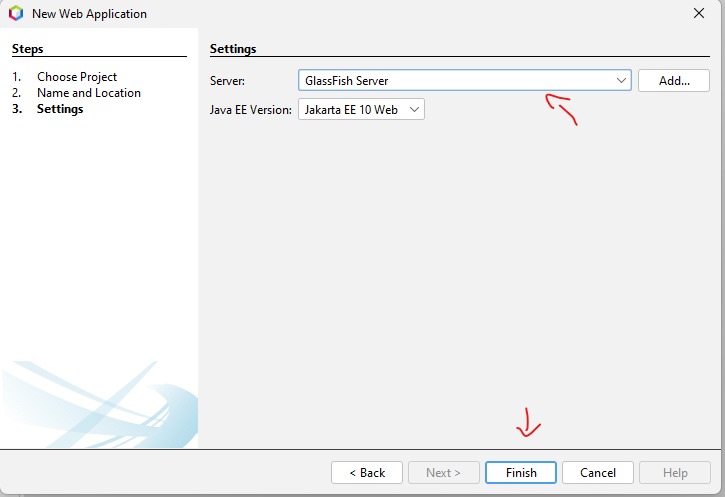 New Web Application
Steps
1. Choose Project
2. Name and Location
3. Settings
Settings
Server: GlassFish Server Add...
Java EE Version: Jakarta EE 10 Web
< Back Next > Finish Cancel Help